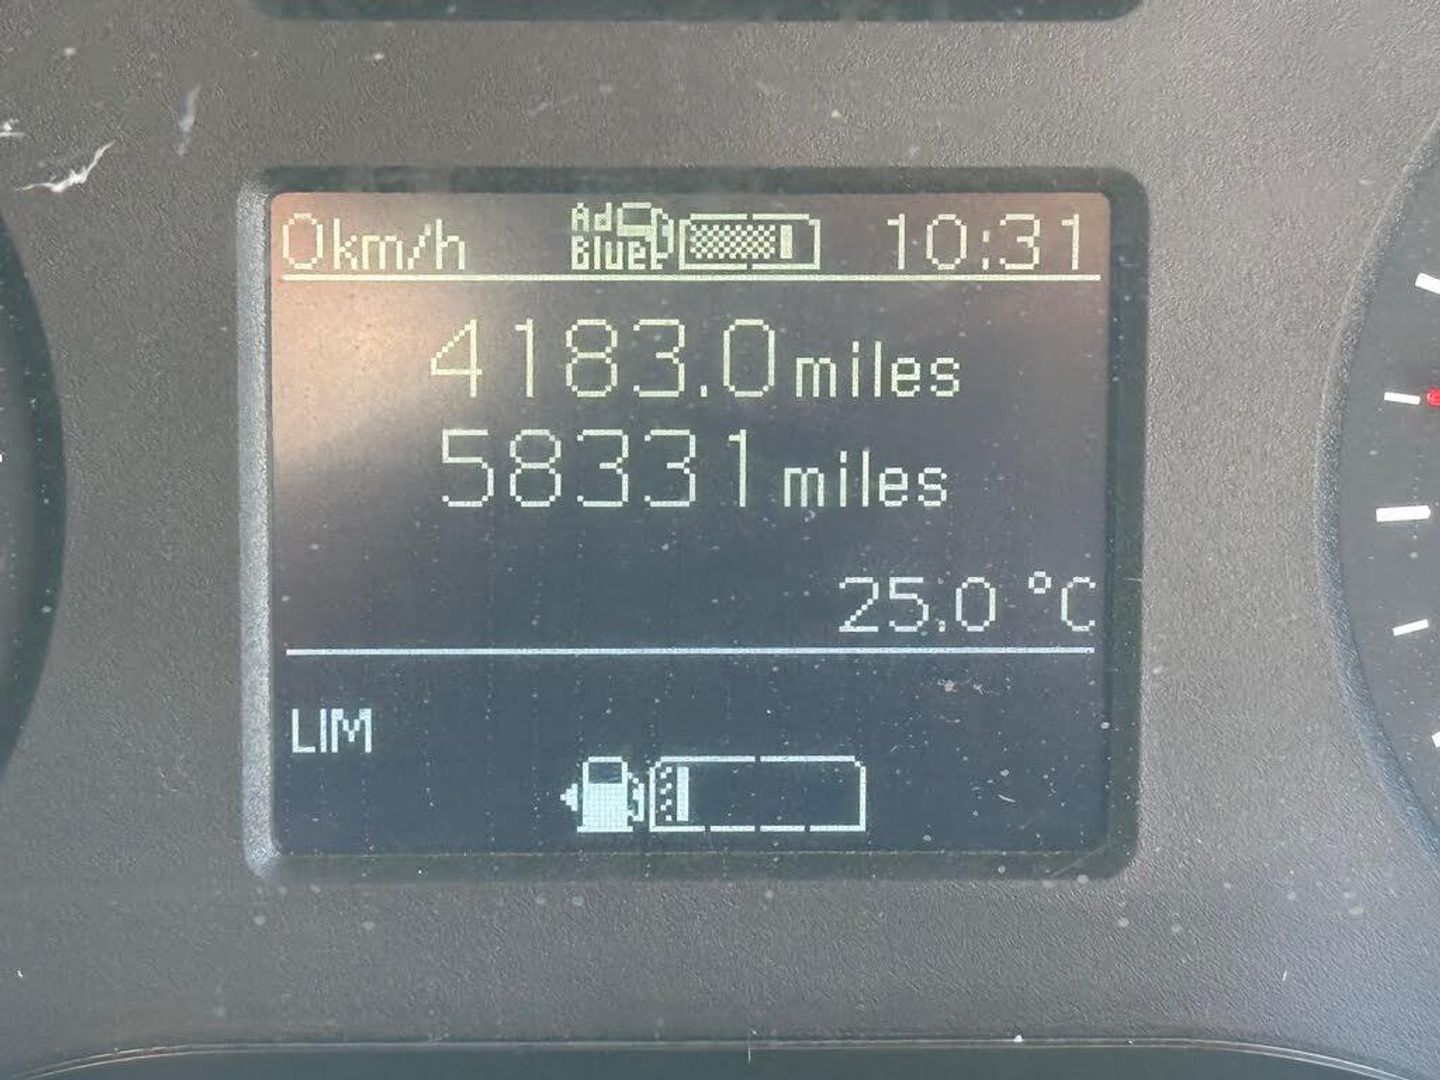 0km/h Ad Blue 10:31
4183.0 miles
58331 miles
25.0 °C
LIM